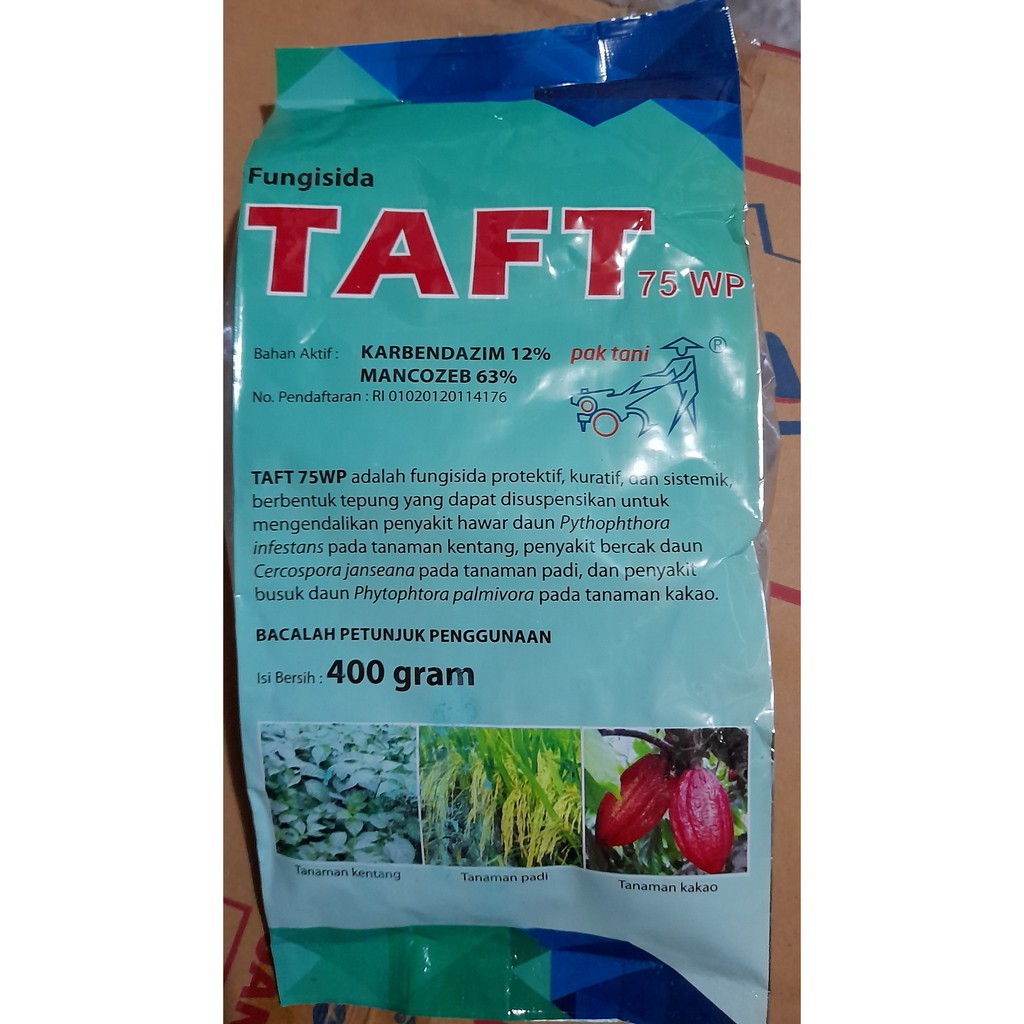 Fungisida
TAFT 75 WP
Bahan Aktif : KARBENDAZIM 12%
MANCOZEB 63%
pak tani ®
No. Pendaftaran : RI 01020120114176
TAFT 75WP adalah fungisida protektif, kuratif, dan sistemik,
berbentuk tepung yang dapat disuspensikan untuk
mengendalikan penyakit hawar daun Pythophthora
infestans pada tanaman kentang, penyakit bercak daun
Cercospora janseana pada tanaman padi, dan penyakit
busuk daun Phytophtora palmivora pada tanaman kakao.
BACALAH PETUNJUK PENGGUNAAN
Isi Bersih : 400 gram
Tanaman kentang
Tanaman padi
Tanaman kakao